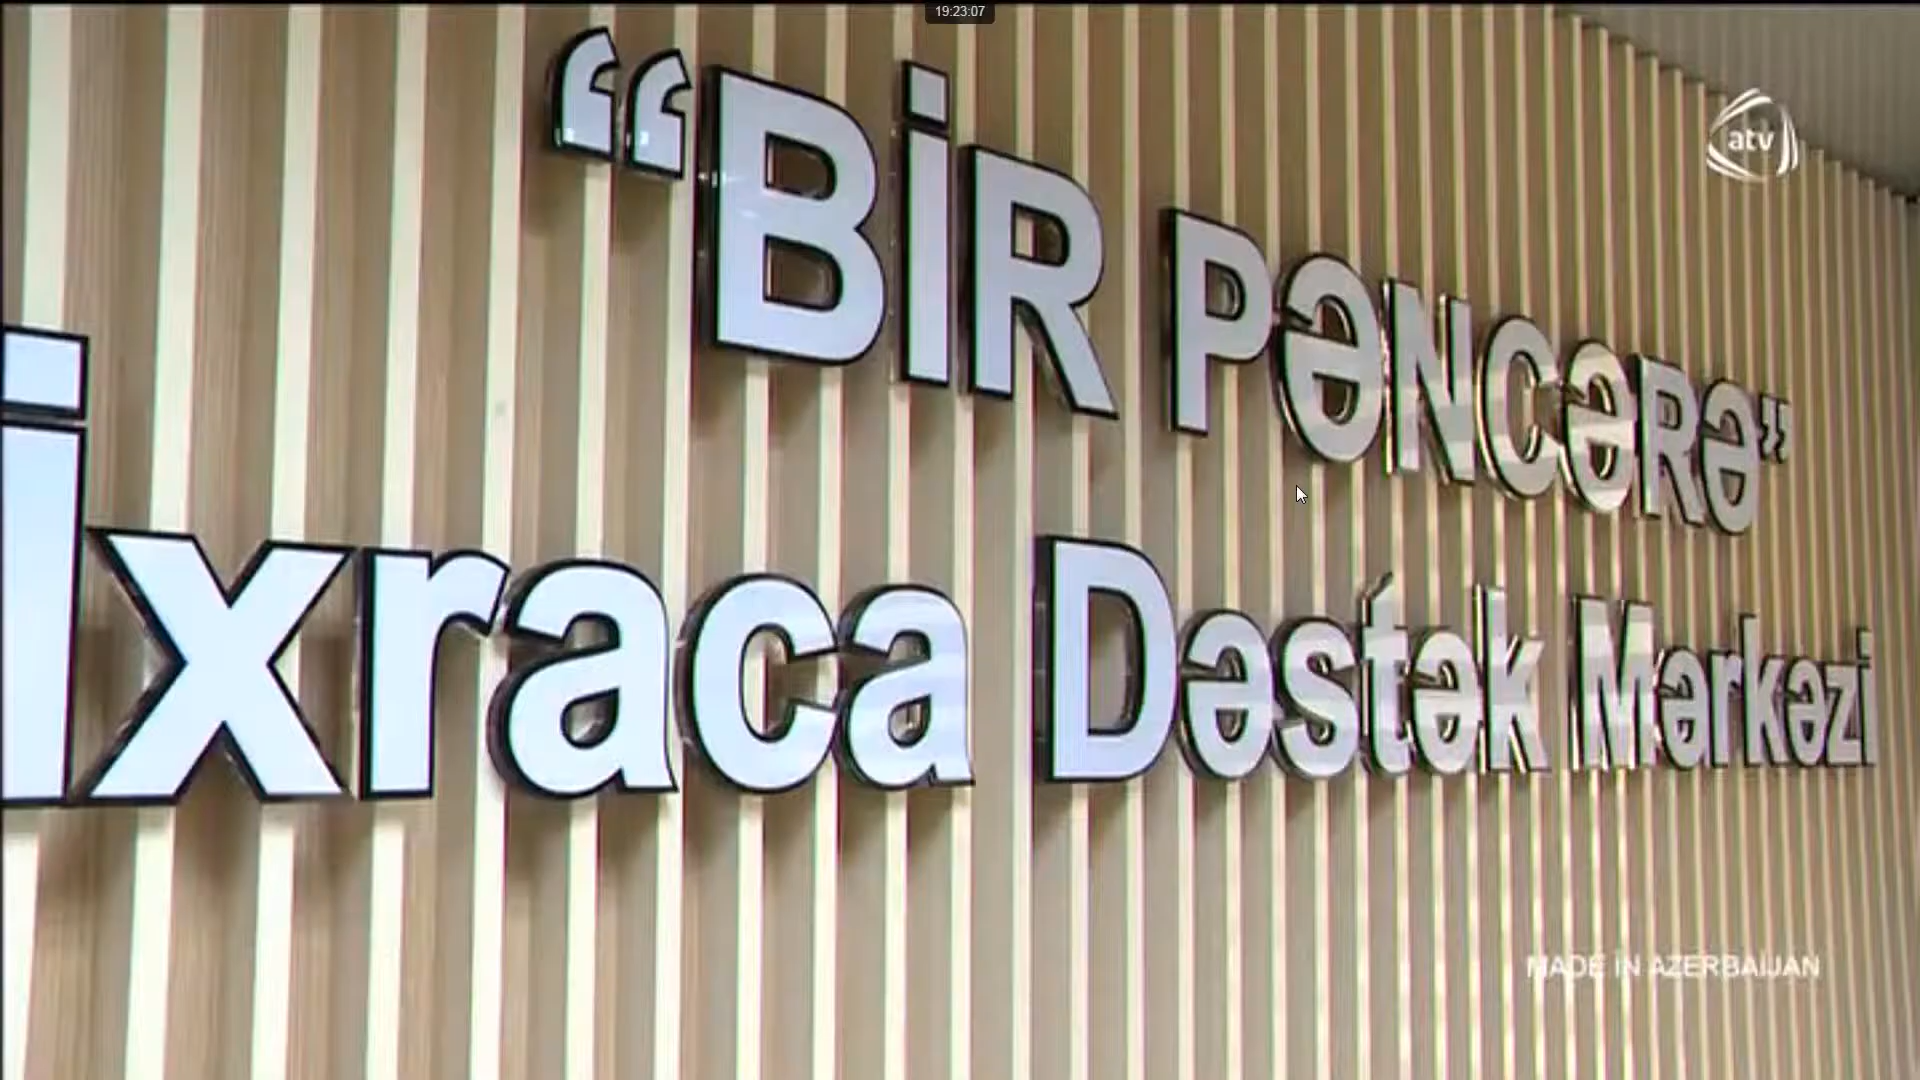 19:23:07
atv
“BİR PƏNCƏRƏ”
İxraca Dəstək Mərkəzi
MADE IN AZERBAIJAN